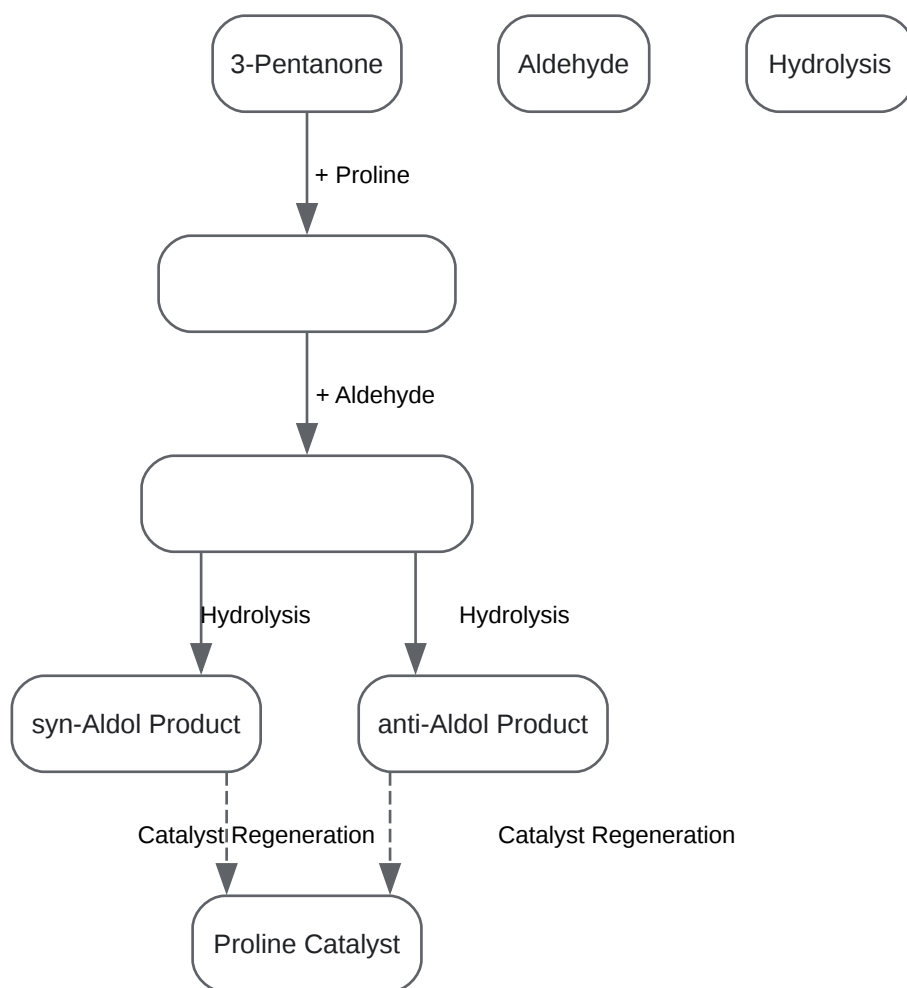 3-Pentanone
Aldehyde
Hydrolysis
+ Proline
+ Aldehyde
Hydrolysis
Hydrolysis
syn-Aldol Product
anti-Aldol Product
Catalyst Regeneration
Catalyst Regeneration
Proline Catalyst